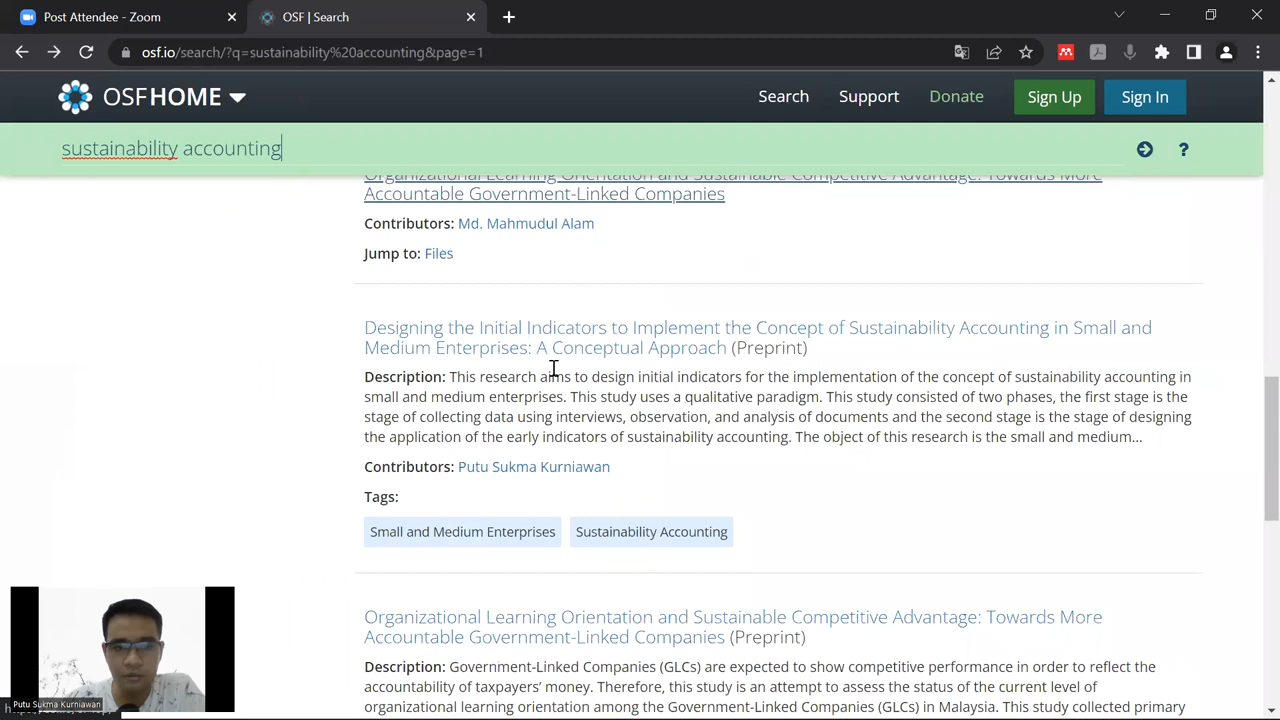 Post Attendee - Zoom
OSF | Search
osf.io/search/?q=sustainability%20accounting&page=1
OSFHOME
Search
Support
Donate
Sign Up
Sign In
sustainability accounting
?
Organizational Learning Orientation and Sustainable Competitive Advantage: Towards More
Accountable Government-Linked Companies
Contributors: Md. Mahmudul Alam
Jump to: Files
Designing the Initial Indicators to Implement the Concept of Sustainability Accounting in Small and
Medium Enterprises: A Conceptual Approach (Preprint)
Description: This research aims to design initial indicators for the implementation of the concept of sustainability accounting in
small and medium enterprises. This study uses a qualitative paradigm. This study consisted of two phases, the first stage is the
stage of collecting data using interviews, observation, and analysis of documents and the second stage is the stage of designing
the application of the early indicators of sustainability accounting. The object of this research is the small and medium...
Contributors: Putu Sukma Kurniawan
Tags:
Small and Medium Enterprises
Sustainability Accounting
Organizational Learning Orientation and Sustainable Competitive Advantage: Towards More
Accountable Government-Linked Companies (Preprint)
Description: Government-Linked Companies (GLCs) are expected to show competitive performance in order to reflect the
accountability of taxpayers' money. Therefore, this study is an attempt to assess the status of the current level of
organizational learning orientation among the Government-Linked Companies (GLCs) in Malaysia. This study collected primary
Putu Sukma Kurniawan